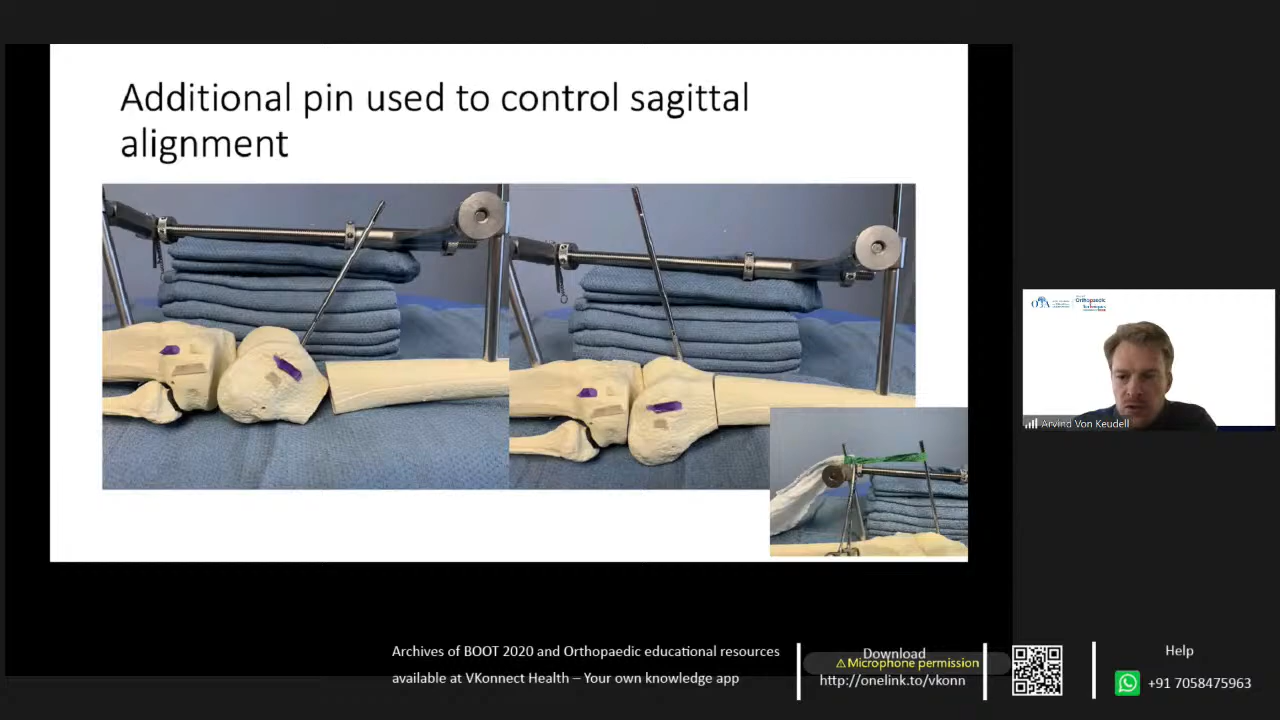 Additional pin used to control sagittal
alignment
Orthopaedic
Arvind Von Keudell
Archives of BOOT 2020 and Orthopaedic educational resources
available at VKonnect Health – Your own knowledge app
Download
⚠Microphone permission
http://onelink.to/vkonn
Help
+91 7058475963